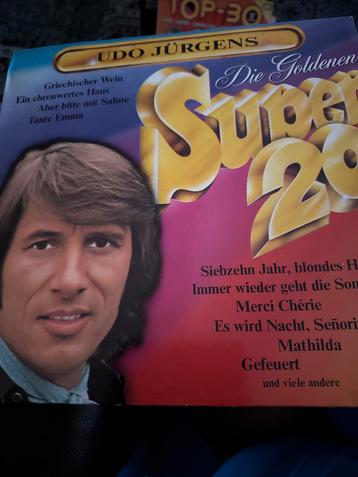 TOP-30
UDO JÜRGENS
Griechischer Wein
Ein ehrenwertes Haus
Aber bitte mit Sahne
Tante Emma
Die Goldenen
Super
20
Siebzehn Jahr, blondes H
Immer wieder geht die Son
Merci Chérie
Es wird Nacht, Señori
Mathilda
Gefeuert
und viele andere